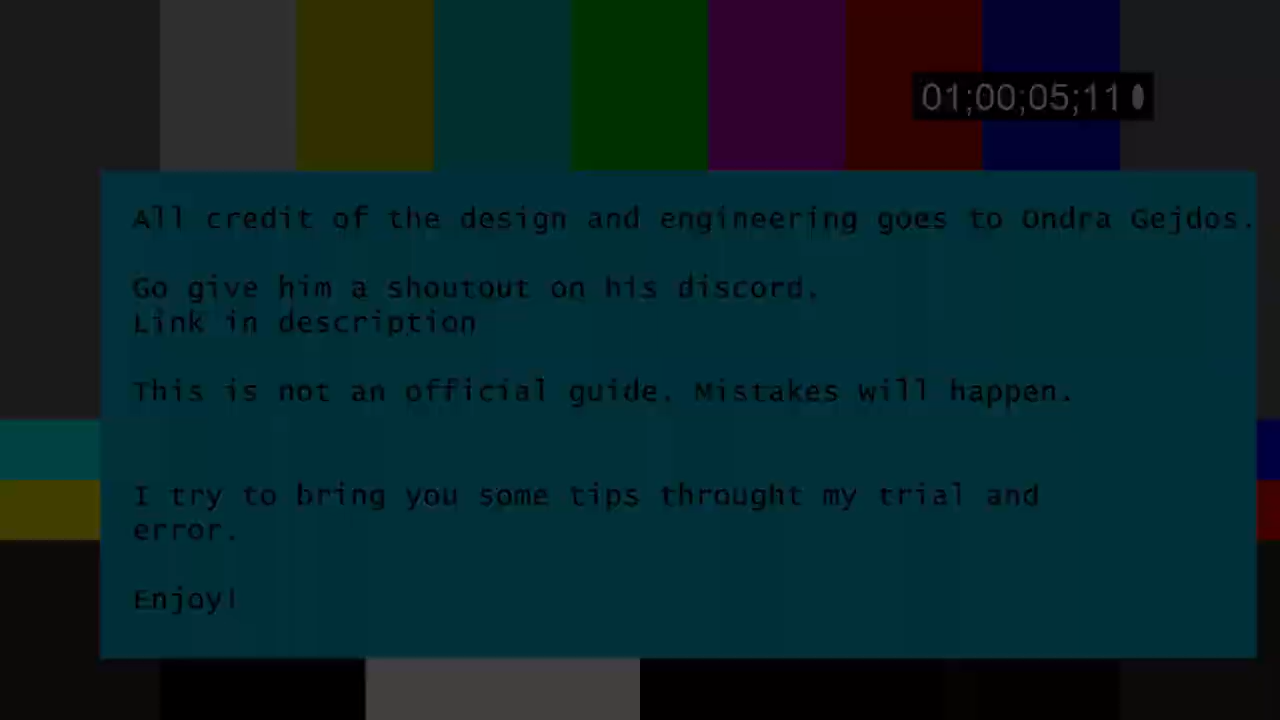 01;00;05;11
All credit of the design and engimeering goes to Ondra Gejdos.
Go give him a shoutout on his discord.
Link in description
This is not an official guide. Mistakes will happen.
I try to bring you some tips throught my trial and
error.
Enjoy!